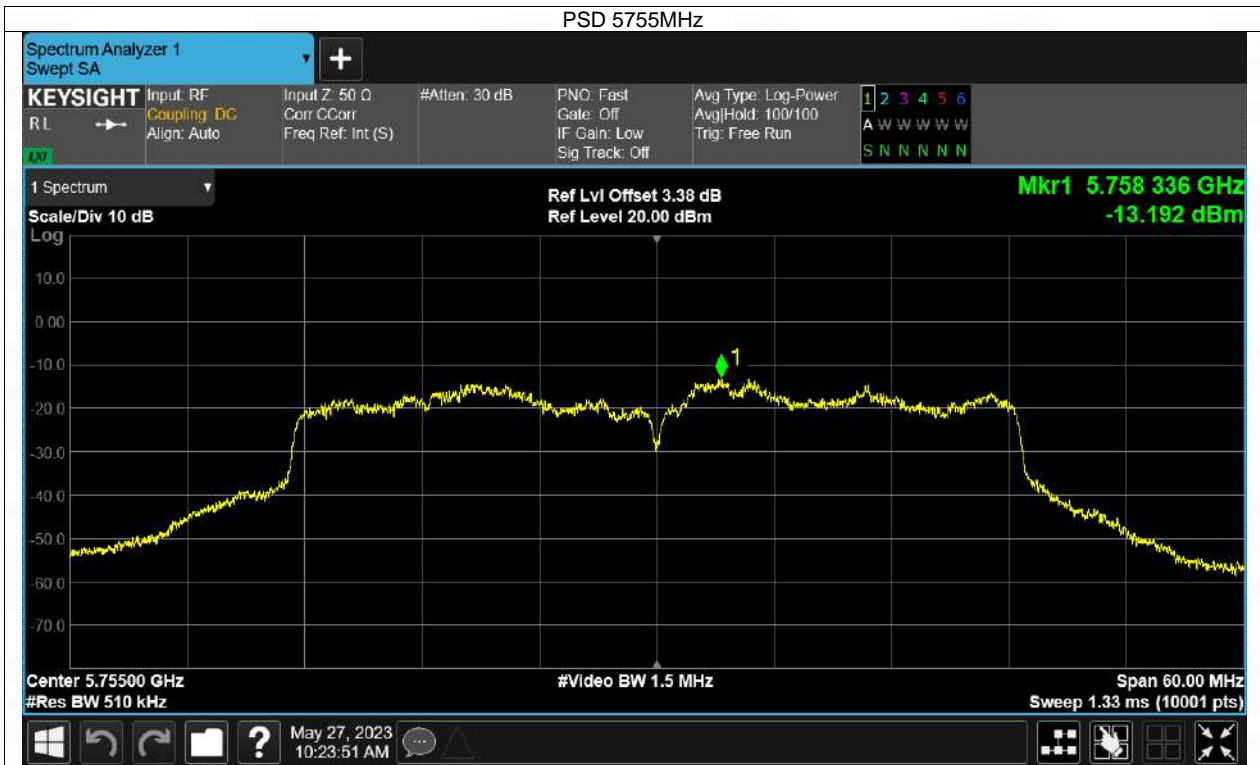 PSD 5755MHz
Spectrum Analyzer 1
Swept SA
+
KEYSIGHT
RL
LXI
Input: RF
Coupling: DC
Align: Auto
Input Z: 50 Ω
Corr CCorr
Freq Ref: Int (S)
#Atten: 30 dB
PNO: Fast
Gate: Off
IF Gain: Low
Sig Track: Off
Avg Type: Log-Power
Avg|Hold: 100/100
Trig: Free Run
1 2 3 4 5 6
A W W W W W
S N N N N N
1 Spectrum
Scale/Div 10 dB
Log
Ref Lvl Offset 3.38 dB
Ref Level 20.00 dBm
Mkr1 5.758 336 GHz
-13.192 dBm
10.0
0.00
-10.0
-20.0
-30.0
-40.0
-50.0
-60.0
-70.0
1
Center 5.75500 GHz
#Res BW 510 kHz
#Video BW 1.5 MHz
Span 60.00 MHz
Sweep 1.33 ms (10001 pts)
?
May 27, 2023
10:23:51 AM